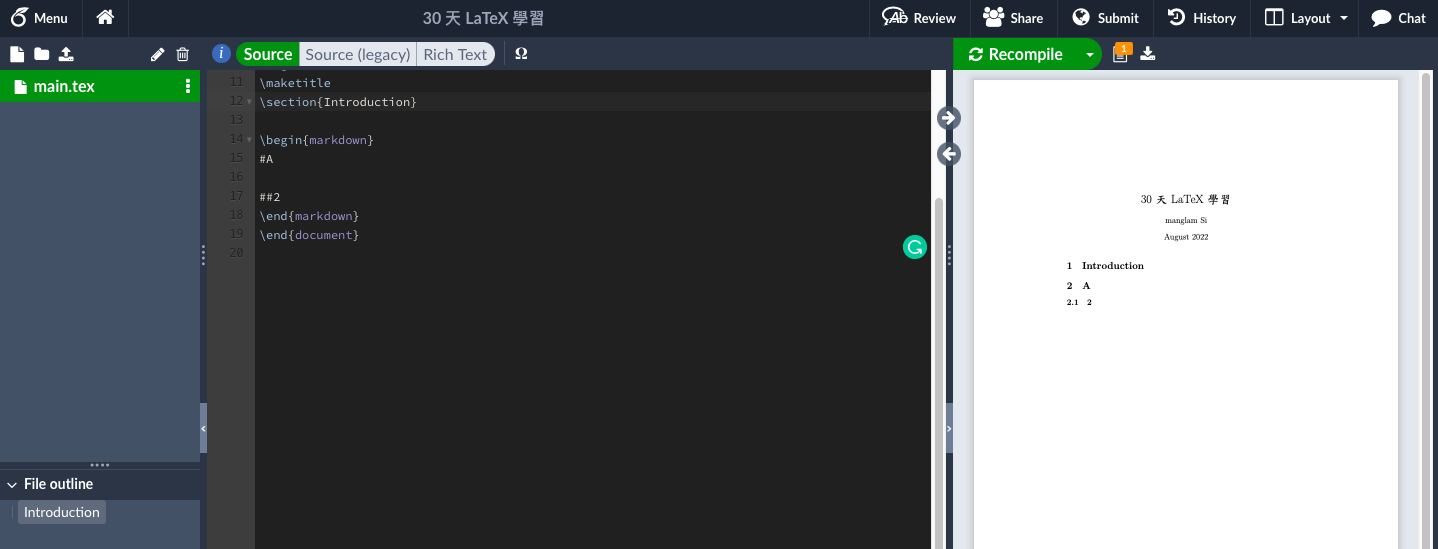 Menu
30 天 LaTeX 學習
Review
Share
Submit
History
Layout
Chat
i
Source
Source (legacy)
Rich Text
Ω
Recompile
1
main.tex
11 \maketitle
12 \section{Introduction}
13
14 \begin{markdown}
15 #A
16
17 ##2
18 \end{markdown}
19 \end{document}
20
File outline
Introduction
30 天 LaTeX 學習
manglam Si
August 2022
1 Introduction
2 A
2.1 2